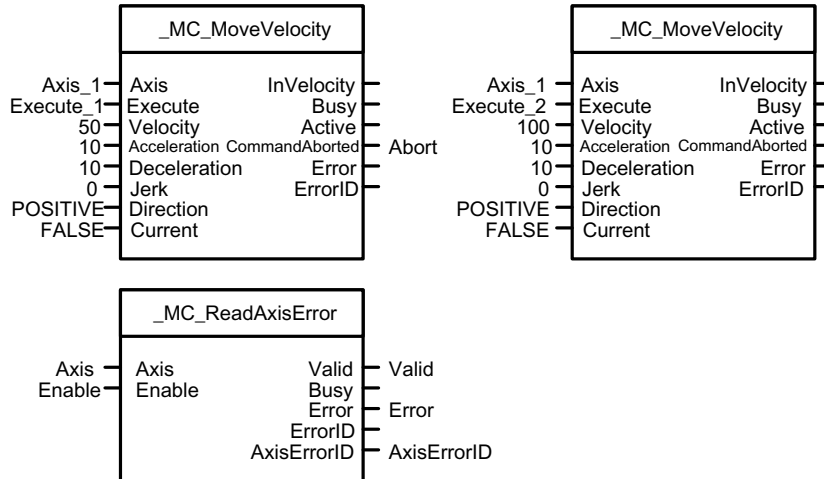 _MC_MoveVelocity
Axis_1 Axis InVelocity
Execute_1 Execute Busy
50 Velocity Active
10 Acceleration CommandAborted Abort
10 Deceleration Error
0 Jerk ErrorID
POSITIVE Direction
FALSE Current
_MC_MoveVelocity
Axis_1 Axis InVelocity
Execute_2 Execute Busy
100 Velocity Active
10 Acceleration CommandAborted
10 Deceleration Error
0 Jerk ErrorID
POSITIVE Direction
FALSE Current
_MC_ReadAxisError
Axis Axis Valid Valid
Enable Enable Busy
Error Error
ErrorID
AxisErrorID AxisErrorID